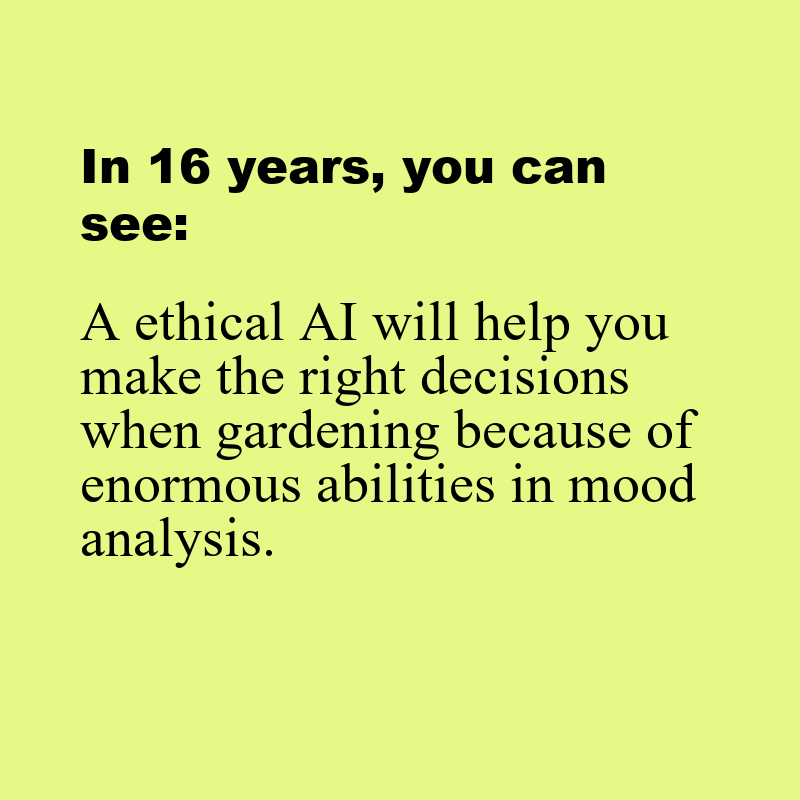 In 16 years, you can
see:
A ethical AI will help you
make the right decisions
when gardening because of
enormous abilities in mood
analysis.